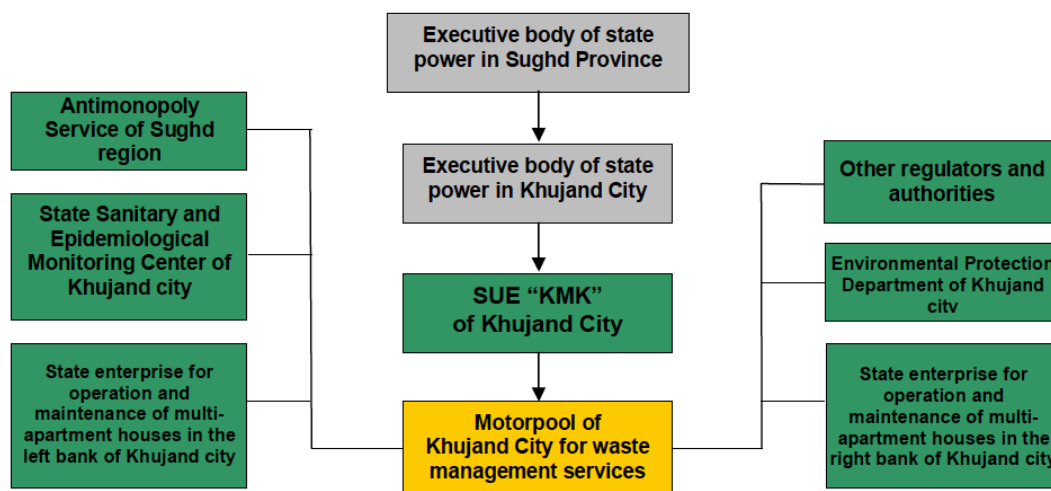 Executive body of state
power in Sughd Province
Antimonopoly
Service of Sughd
region
Executive body of state
power in Khujand City
Other regulators and
authorities
State Sanitary and
Epidemiological
Monitoring Center of
Khujand city
Environmental Protection
Department of Khujand
city
SUE “KMK”
of Khujand City
State enterprise for
operation and
maintenance of multi-
apartment houses in the
left bank of Khujand city
Motorpool of
Khujand City for waste
management services
State enterprise for
operation and
maintenance of multi-
apartment houses in the
right bank of Khujand city